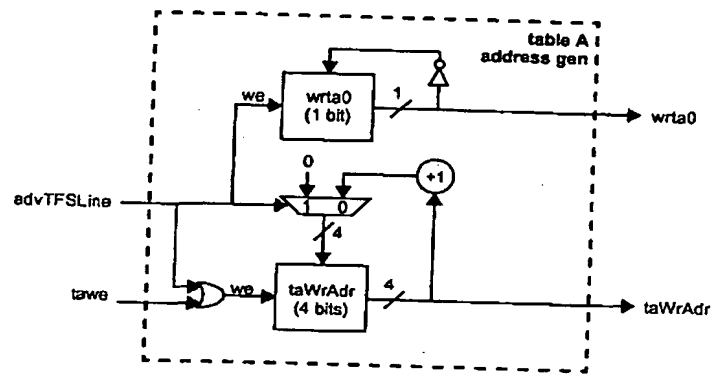 table A
address gen
we
wrta0
(1 bit)
1
wrta0
0
+1
advTFSLine
1 0
4
tawe
we
taWrAdr
(4 bits)
4
taWrAdr